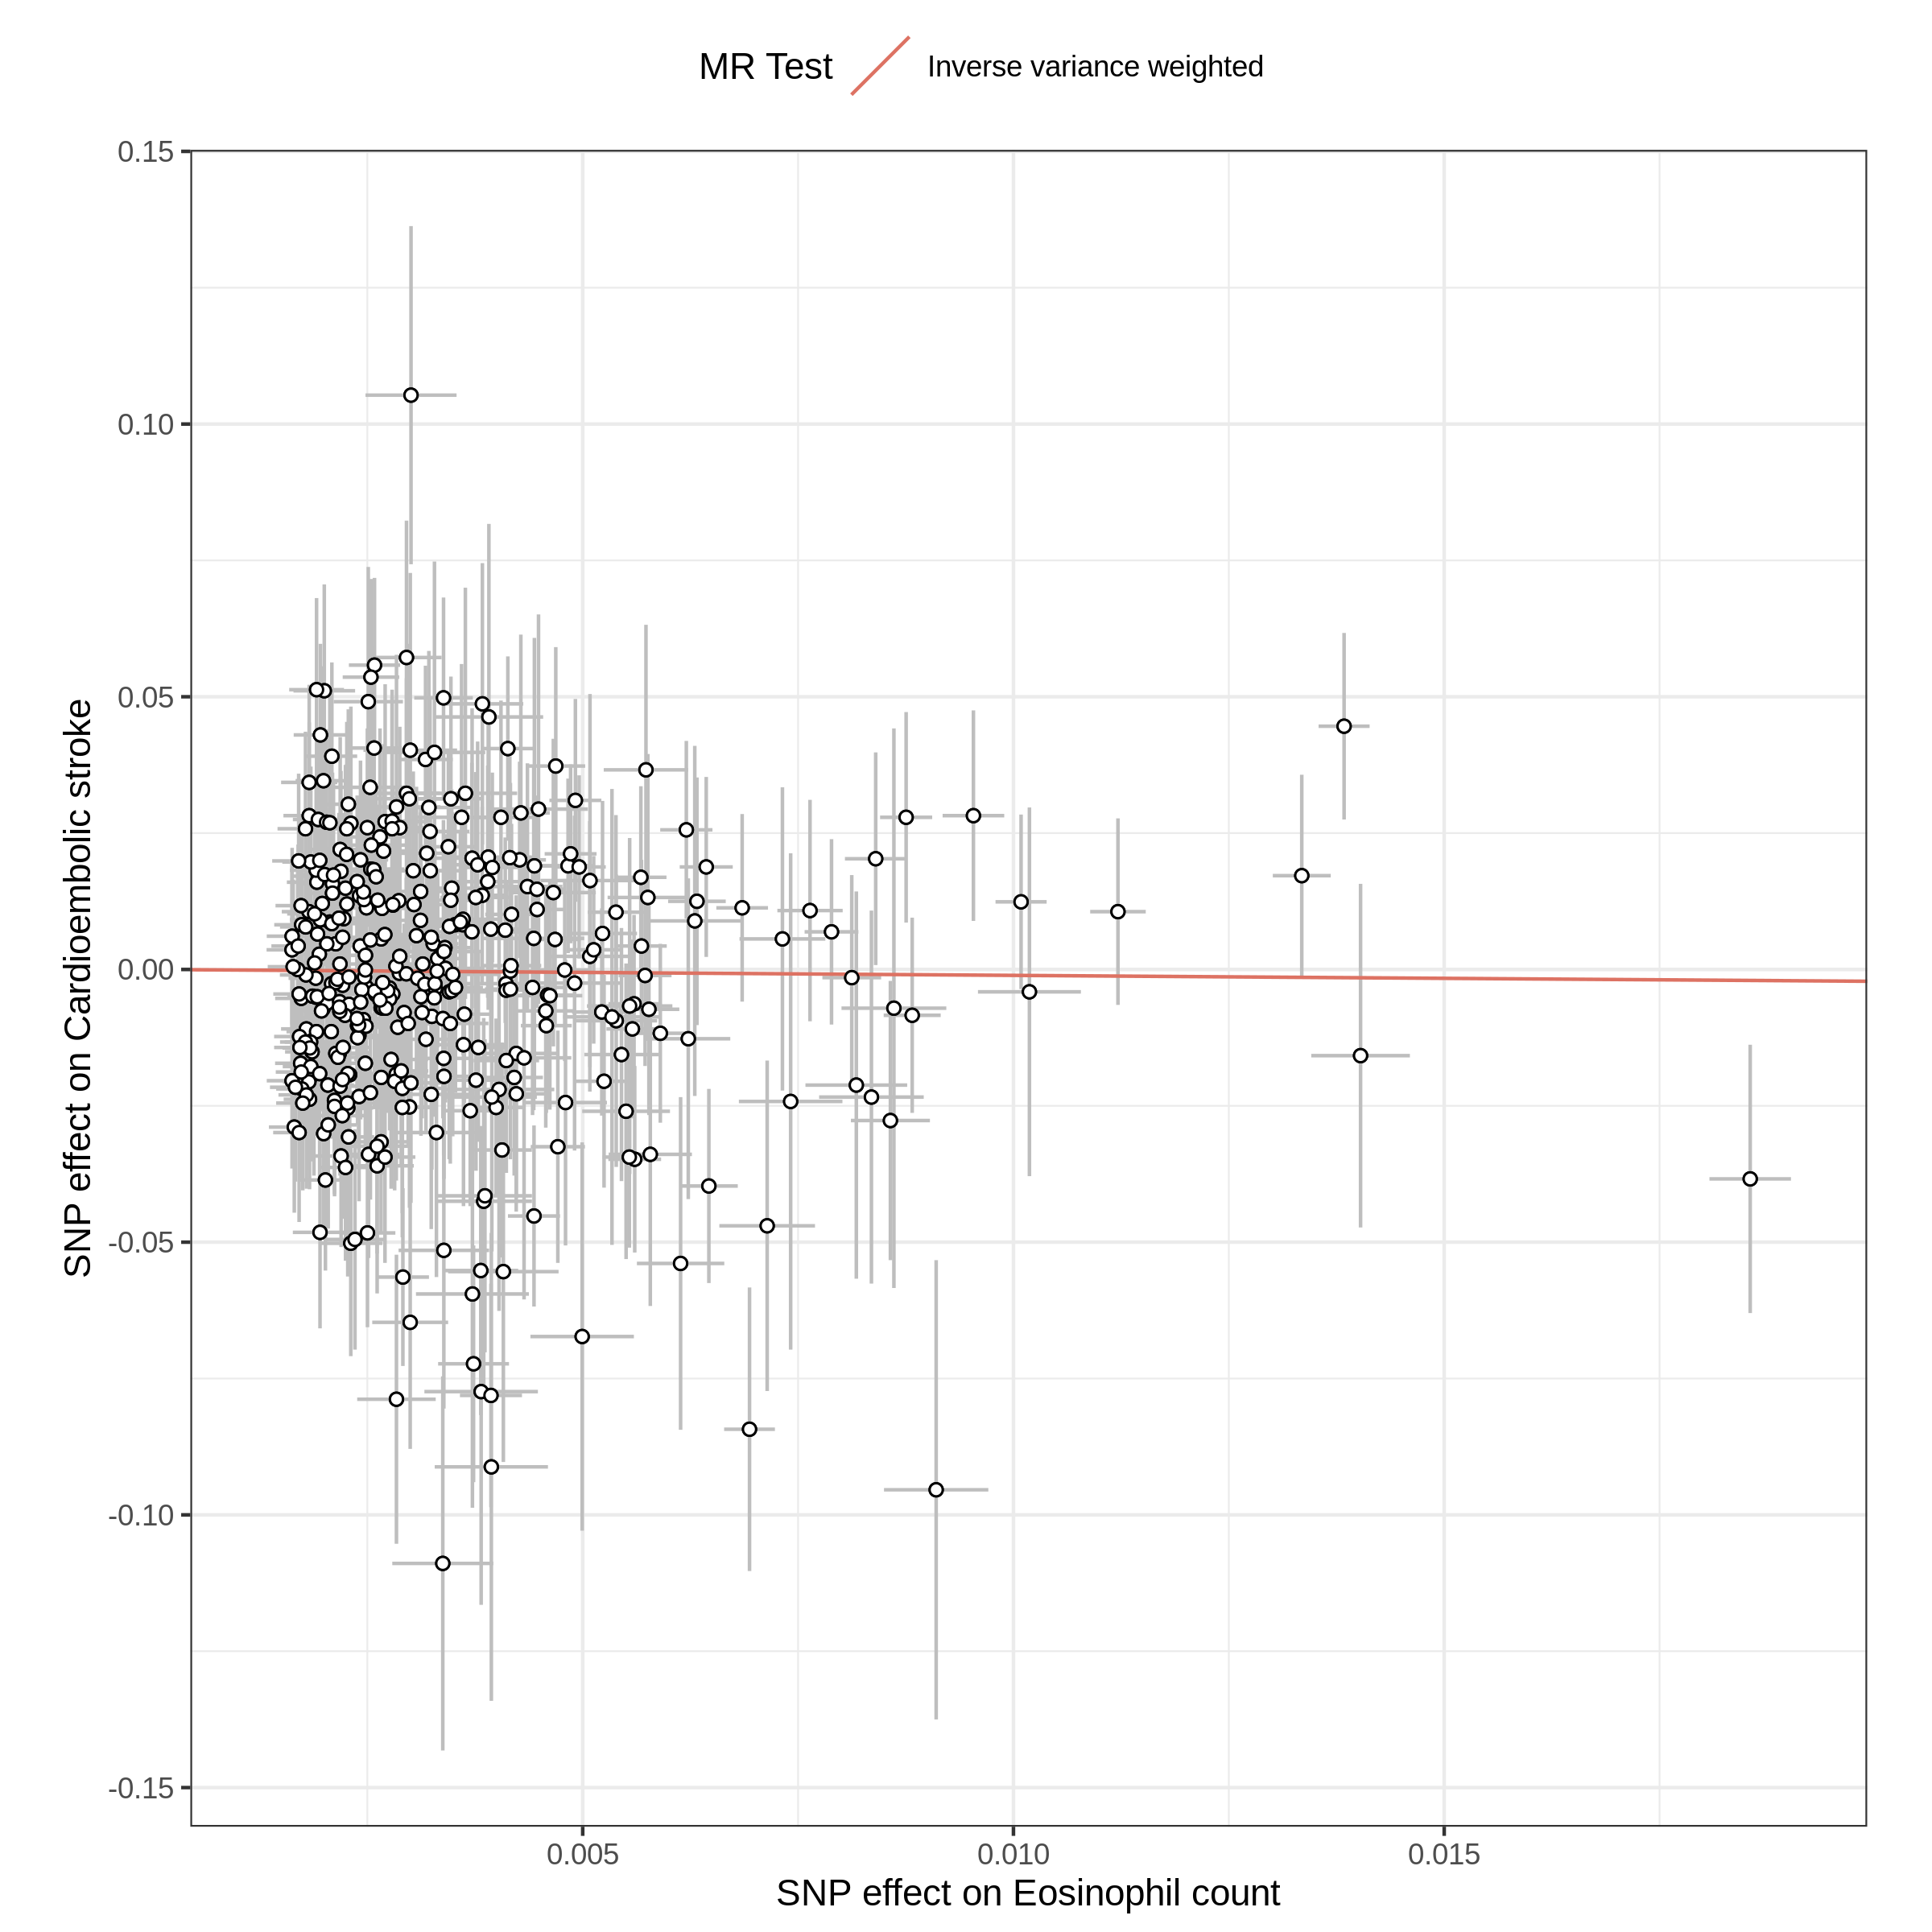 MR Test Inverse variance weighted
0.15
0.10
0.05
0.00
-0.05
-0.10
-0.15
SNP effect on Cardioembolic stroke
0.005 0.010 0.015
SNP effect on Eosinophil count